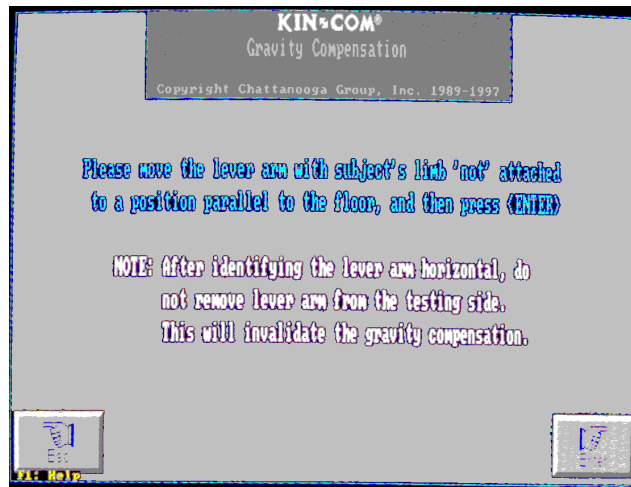 KIN-COM®
Gravity Compensation
Copyright Chattanooga Group, Inc. 1989-1997
Please move the lever arm with subject's limb 'not' attached
to a position parallel to the floor, and then press <ENTER>
NOTE: After identifying the lever arm horizontal, do
not remove lever arm from the testing side.
This will invalidate the gravity compensation.
Esc
F1: Help